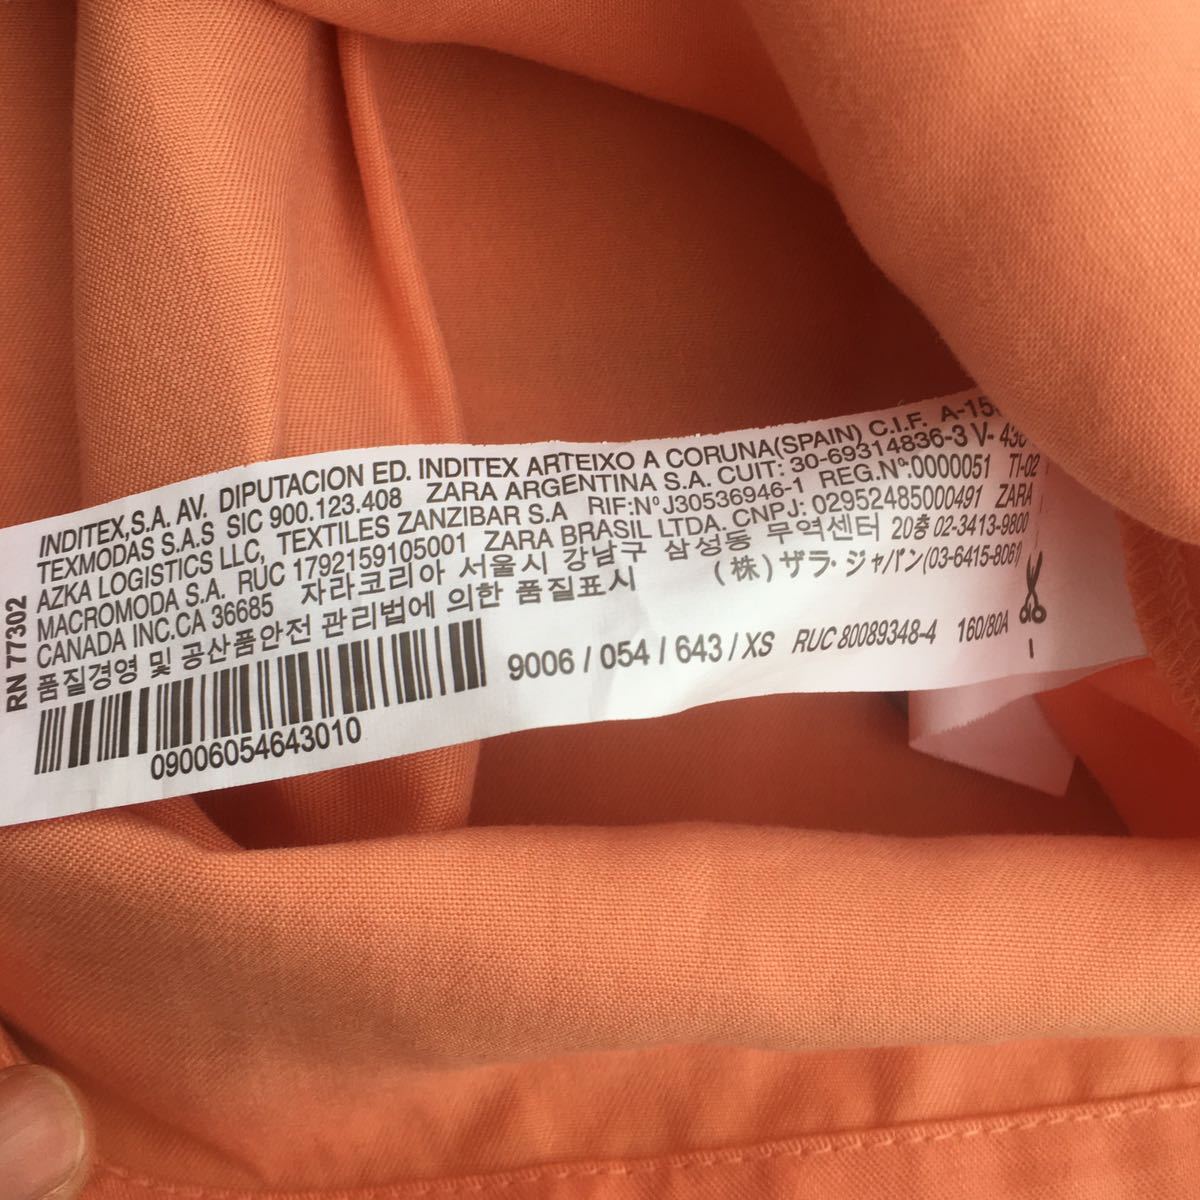 RN 77302
INDITEX,S.A. AV. DIPUTACION ED. INDITEX ARTEIXO A CORUNA(SPAIN) C.I.F.
TEXMODAS S.A.S SIC 900.123.408 ZARA ARGENTINA S.A. CUIT: 30-69314836-3 V-
AZKA LOGISTICS LLC, TEXTILES ZANZIBAR S.A RIF:Nº J30536946-1 REG.Nº.0000051 TI-02
MACROMODA S.A. RUC 1792159105001 ZARA BRASIL LTDA. CNPJ: 02952485000491 ZARA
CANADA INC.CA 36685 자라코리아 서울시 강남구 삼성동 무역센터 20층 02-3413-9800
품질경영 및 공산품안전 관리법에 의한 품질표시 (株)ザラ・ジャパン(03-6415-8061)
9006 / 054 / 643 / XS RUC 80089348-4 160/80A
09006054643010